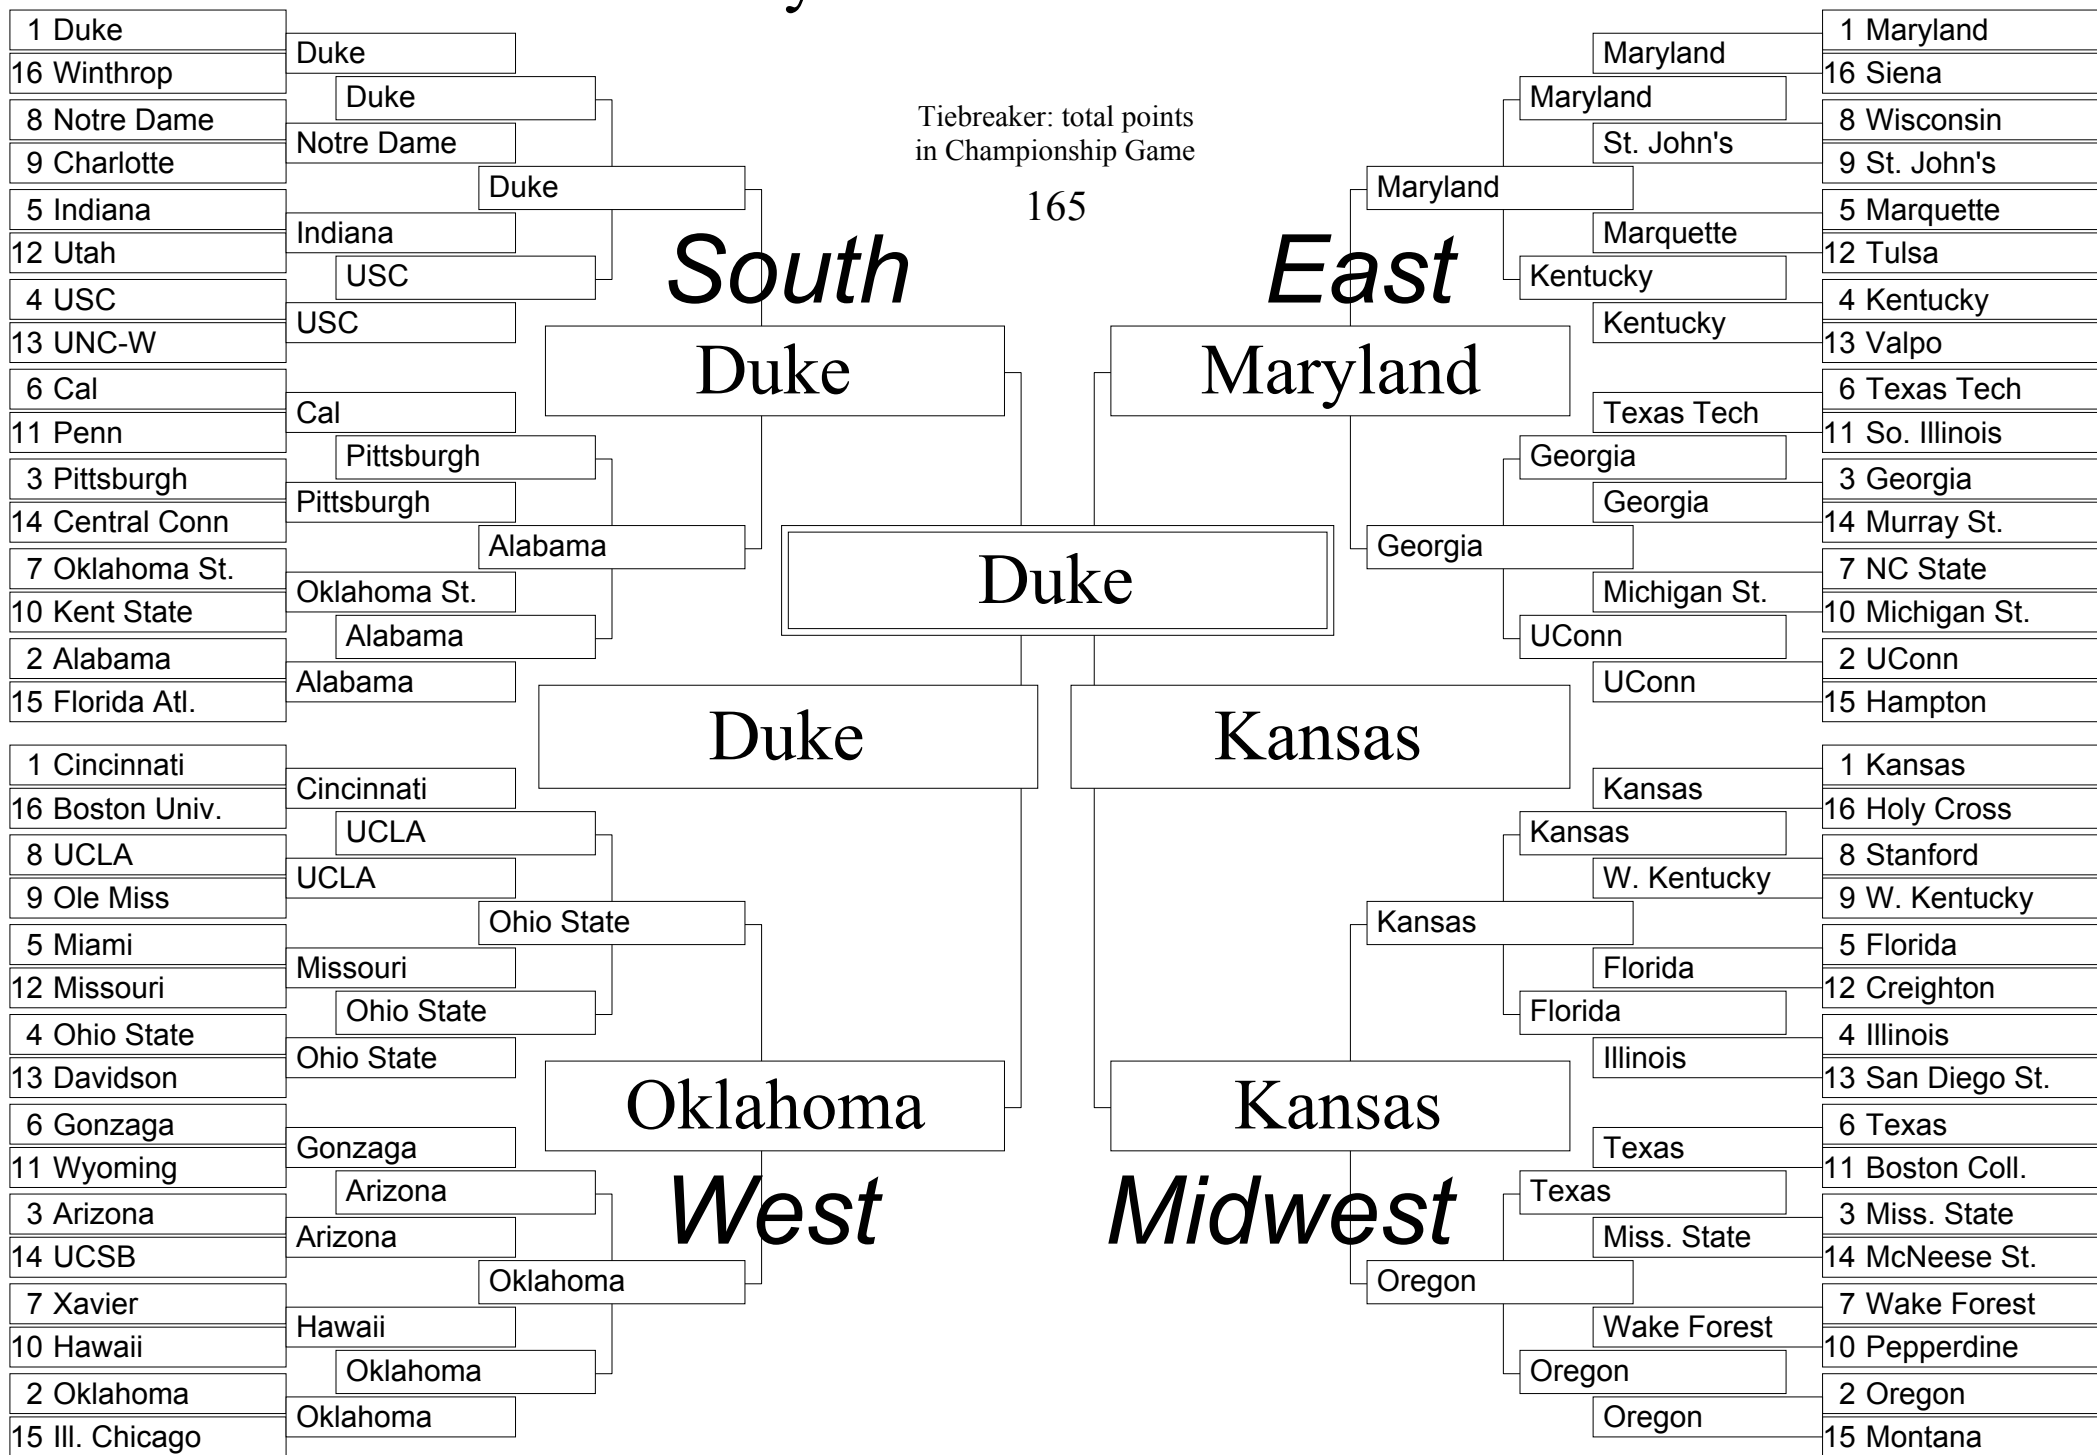 1 Duke
16 Winthrop
8 Notre Dame
9 Charlotte
5 Indiana
12 Utah
4 USC
13 UNC-W
6 Cal
11 Penn
3 Pittsburgh
14 Central Conn
7 Oklahoma St.
10 Kent State
2 Alabama
15 Florida Atl.
Duke
Notre Dame
Indiana
USC
Cal
Pittsburgh
Oklahoma St.
Alabama
Duke
USC
Pittsburgh
Alabama
Duke
Alabama
South
Duke
1 Cincinnati
16 Boston Univ.
8 UCLA
9 Ole Miss
5 Miami
12 Missouri
4 Ohio State
13 Davidson
6 Gonzaga
11 Wyoming
3 Arizona
14 UCSB
7 Xavier
10 Hawaii
2 Oklahoma
15 Ill. Chicago
Cincinnati
UCLA
Missouri
Ohio State
Gonzaga
Arizona
Hawaii
Oklahoma
UCLA
Ohio State
Arizona
Oklahoma
Ohio State
Oklahoma
Oklahoma
West
Tiebreaker: total points
in Championship Game
165
Duke
Duke
Kansas
East
Maryland
Maryland
Georgia
Maryland
Kentucky
Georgia
UConn
Maryland
St. John's
Marquette
Kentucky
Texas Tech
Georgia
Michigan St.
UConn
1 Maryland
16 Siena
8 Wisconsin
9 St. John's
5 Marquette
12 Tulsa
4 Kentucky
13 Valpo
6 Texas Tech
11 So. Illinois
3 Georgia
14 Murray St.
7 NC State
10 Michigan St.
2 UConn
15 Hampton
Kansas
Midwest
Kansas
Oregon
Kansas
Florida
Texas
Oregon
Kansas
W. Kentucky
Florida
Illinois
Texas
Miss. State
Wake Forest
Oregon
1 Kansas
16 Holy Cross
8 Stanford
9 W. Kentucky
5 Florida
12 Creighton
4 Illinois
13 San Diego St.
6 Texas
11 Boston Coll.
3 Miss. State
14 McNeese St.
7 Wake Forest
10 Pepperdine
2 Oregon
15 Montana